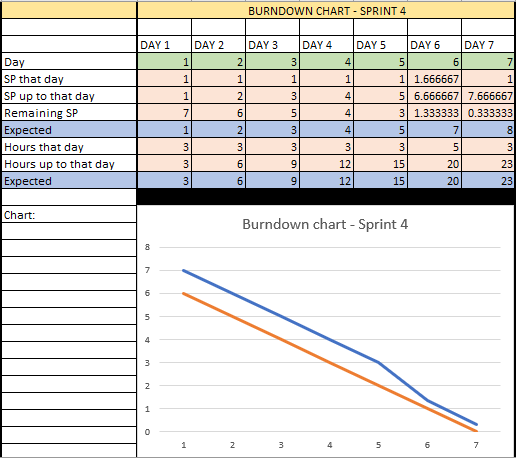 BURNDOWN CHART - SPRINT 4
DAY 1 DAY 2 DAY 3 DAY 4 DAY 5 DAY 6 DAY 7
Day 1 2 3 4 5 6 7
SP that day 1 1 1 1 1 1.666667 1
SP up to that day 1 2 3 4 5 6.666667 7.666667
Remaining SP 7 6 5 4 3 1.333333 0.333333
Expected 1 2 3 4 5 7 8
Hours that day 3 3 3 3 3 5 3
Hours up to that day 3 6 9 12 15 20 23
Expected 3 6 9 12 15 20 23
Chart:
Burndown chart - Sprint 4
8
7
6
5
4
3
2
1
0
1 2 3 4 5 6 7